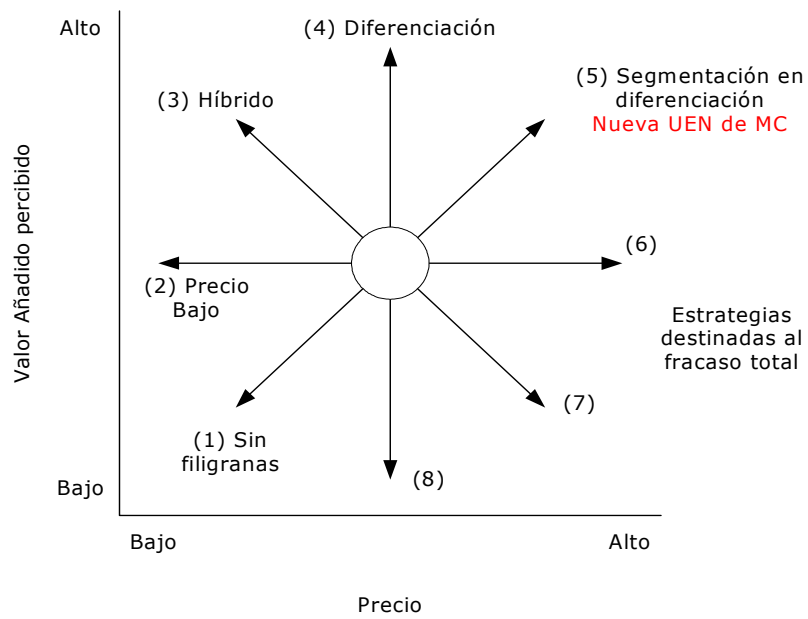 Alto
(4) Diferenciación
(5) Segmentación en
diferenciación
Nueva UEN de MC
(3) Híbrido
Valor Añadido percibido
(6)
(2) Precio
Bajo
Estrategias
destinadas al
fracaso total
(7)
(1) Sin
filigranas
(8)
Bajo
Bajo
Alto
Precio